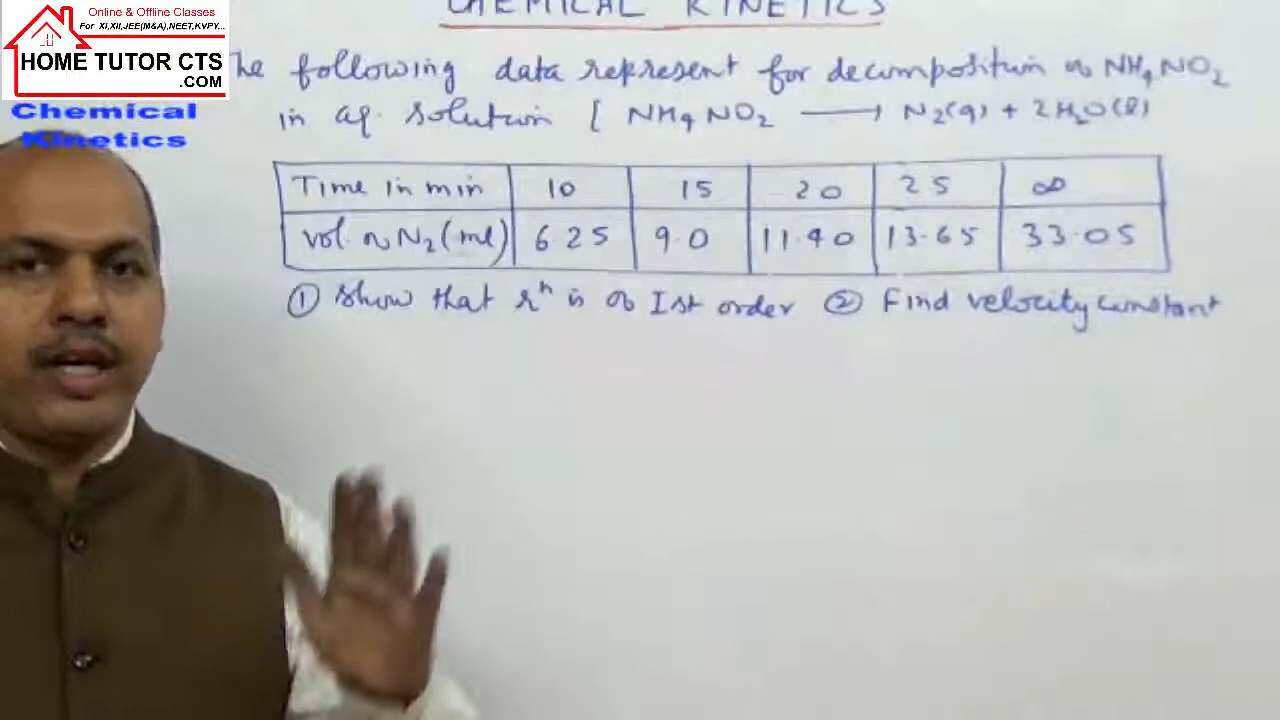 Online & Offline Classes
For XI,XII,JEE(M&A),NEET,KVPY...
HOME TUTOR CTS
.COM
Chemical
Kinetics
CHEMICAL KINETICS
The following data represent for decomposition of NH4NO2
in aq. solution [ NH4NO2 ⟶ N2(g) + 2H2O(l)
Time in min 10 15 20 25 ∞
vol. of N2(ml) 6.25 9.0 11.40 13.65 33.05
① Show that rn is of Ist order ② Find velocity constant